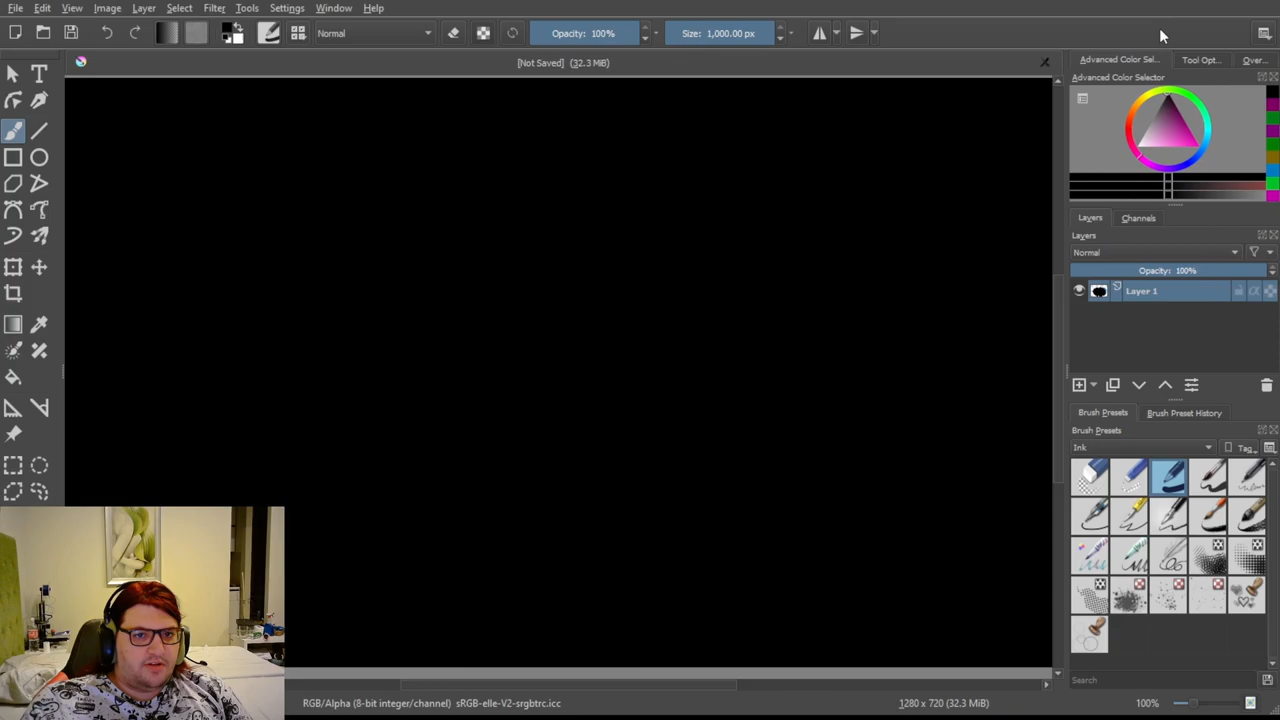 File Edit View Image Layer Select Filter Tools Settings Window Help
Normal Opacity: 100% Size: 1,000.00 px
[Not Saved] (32.3 MiB)
Advanced Color Sel... Tool Opt... Over...
Advanced Color Selector
Layers Channels
Layers
Normal
Opacity: 100%
Layer 1
Brush Presets Brush Preset History
Brush Presets
Ink Tag
Search
RGB/Alpha (8-bit integer/channel) sRGB-elle-V2-srgbtrc.icc 1280 x 720 (32.3 MiB) 100%